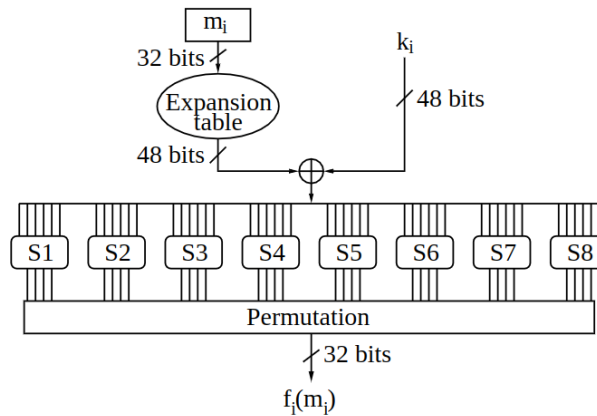 mi
32 bits
ki
Expansion
table
48 bits
48 bits
S1 S2 S3 S4 S5 S6 S7 S8
Permutation
32 bits
fi(mi)